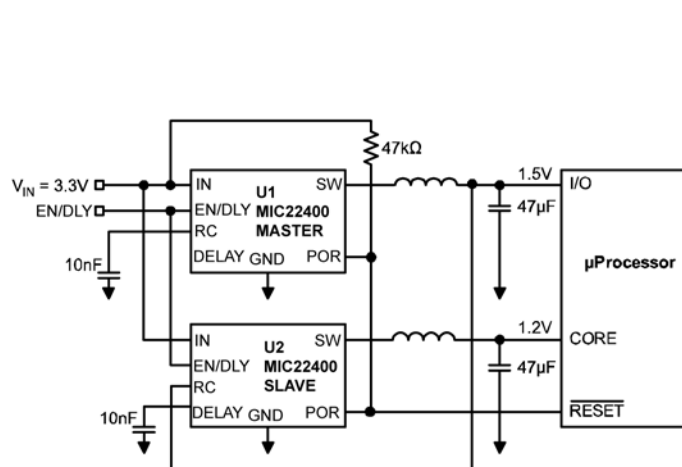 47kΩ
V_IN = 3.3V
IN
U1
SW
1.5V
I/O
EN/DLY
EN/DLY
MIC22400
47µF
RC
MASTER
µProcessor
10nF
DELAY
GND
POR
IN
U2
SW
1.2V
CORE
EN/DLY
MIC22400
47µF
RC
SLAVE
10nF
DELAY
GND
POR
RESET